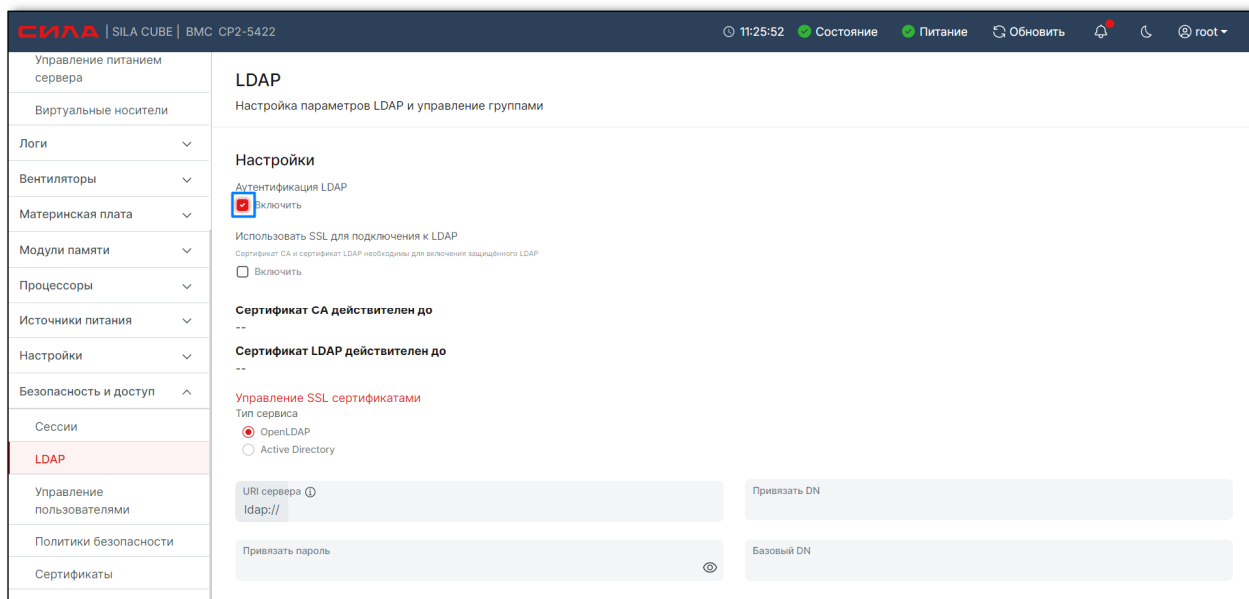 СИЛА | SILA CUBE | BMC CP2-5422
11:25:52 Состояние Питание Обновить root
Управление питанием
сервера
Виртуальные носители
Логи
Вентиляторы
Материнская плата
Модули памяти
Процессоры
Источники питания
Настройки
Безопасность и доступ
Сессии
LDAP
Управление
пользователями
Политики безопасности
Сертификаты
LDAP
Настройка параметров LDAP и управление группами
Настройки
Аутентификация LDAP
Включить
Использовать SSL для подключения к LDAP
Сертификат CA и сертификат LDAP необходимы для включения защищённого LDAP
Включить
Сертификат CA действителен до
--
Сертификат LDAP действителен до
--
Управление SSL сертификатами
Тип сервиса
OpenLDAP
Active Directory
URI сервера
ldap://
Привязать DN
Привязать пароль
Базовый DN